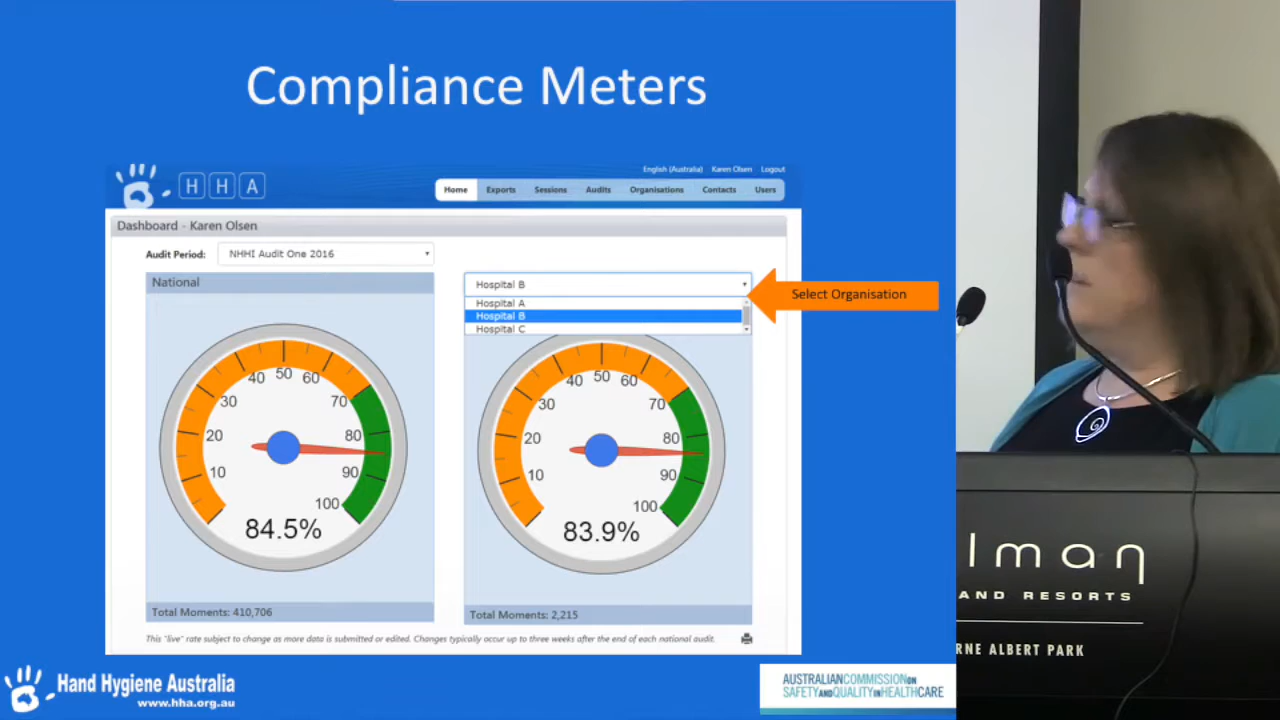 Compliance Meters
H H A
English (Australia) Karen Olsen Logout
Home Exports Sessions Audits Organisations Contacts Users
Dashboard - Karen Olsen
Audit Period: NHHI Audit One 2016
National
10 20 30 40 50 60 70 80 90 100
84.5%
Total Moments: 410,706
Hospital B
Hospital A
Hospital B
Hospital C
Select Organisation
10 20 30 40 50 60 70 80 90 100
83.9%
Total Moments: 2,215
This "live" rate subject to change as more data is submitted or edited. Changes typically occur up to three weeks after the end of each national audit.
Hand Hygiene Australia
www.hha.org.au
AUSTRALIAN COMMISSION ON
SAFETY AND QUALITY IN HEALTH CARE
lman
AND RESORTS
RNE ALBERT PARK